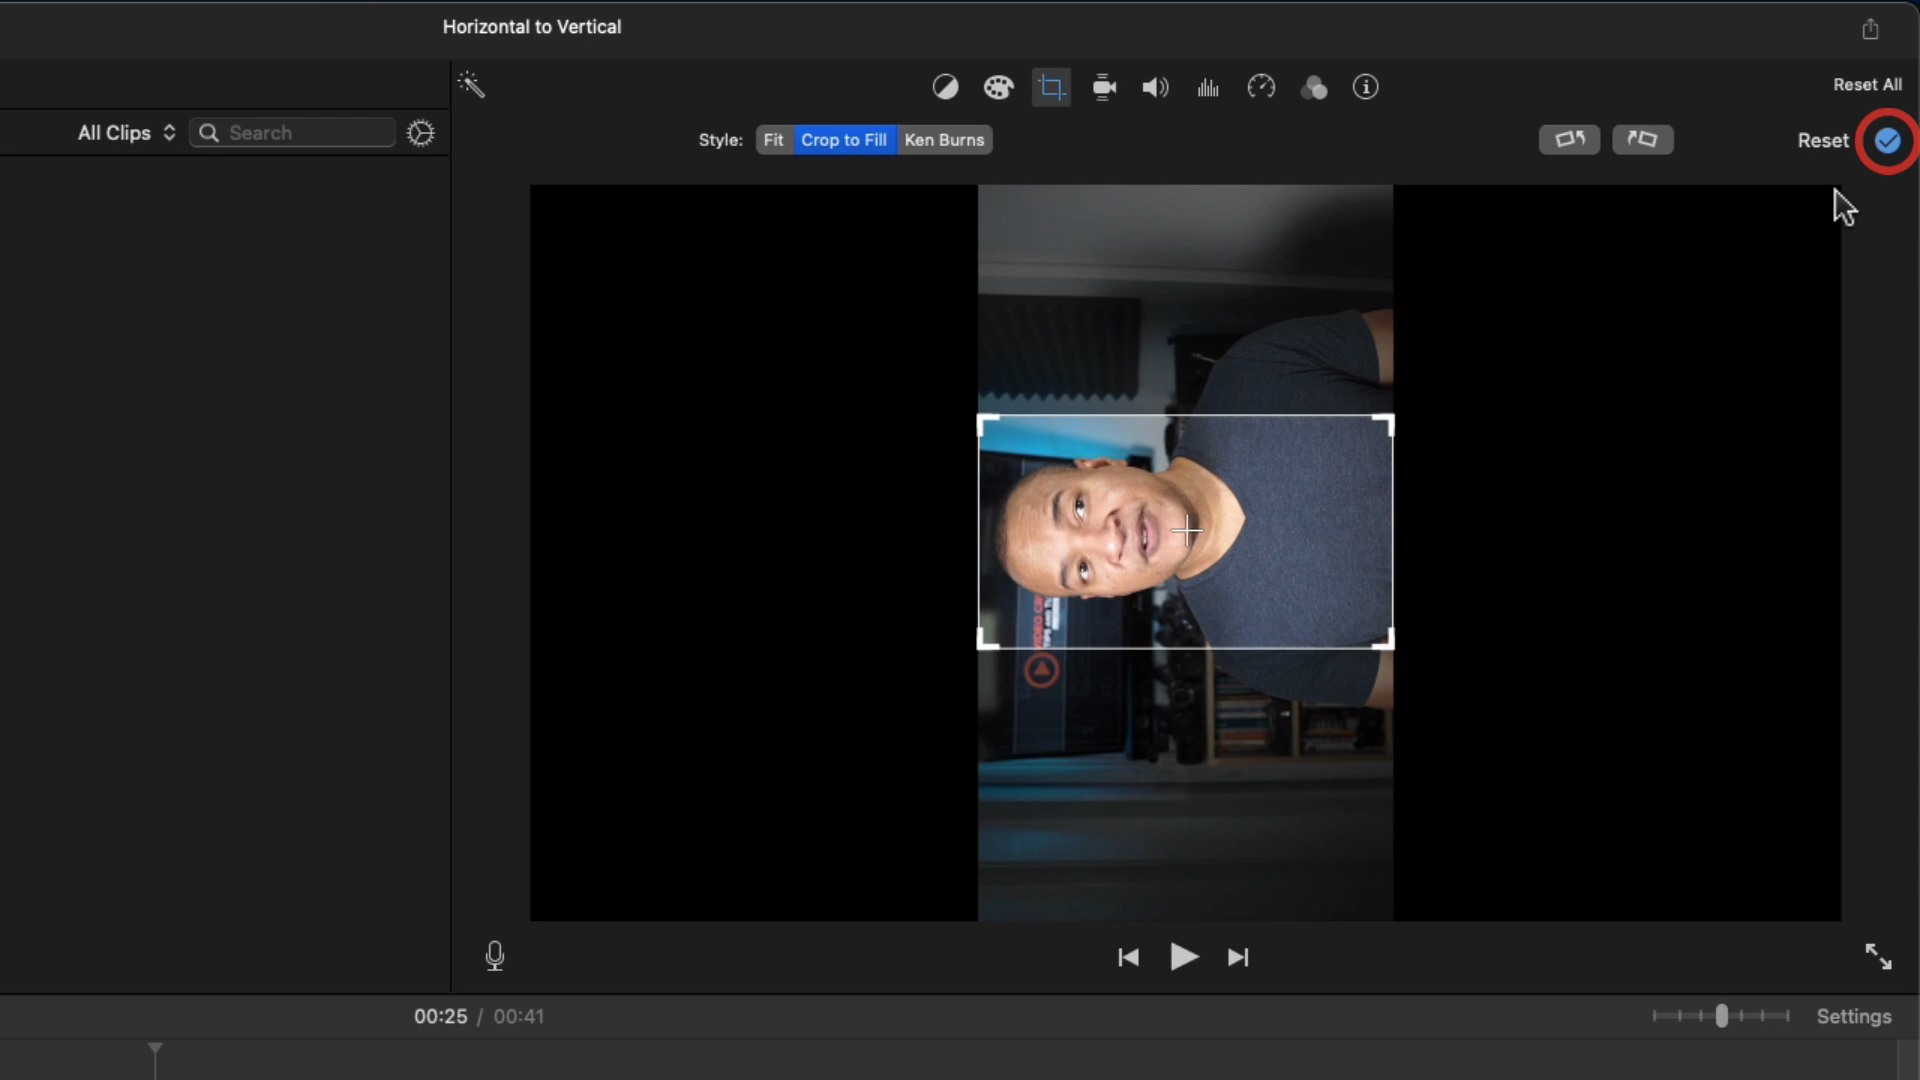 Horizontal to Vertical
Reset All
All Clips
Search
Style:
Fit
Crop to Fill
Ken Burns
Reset
00:25 / 00:41
Settings